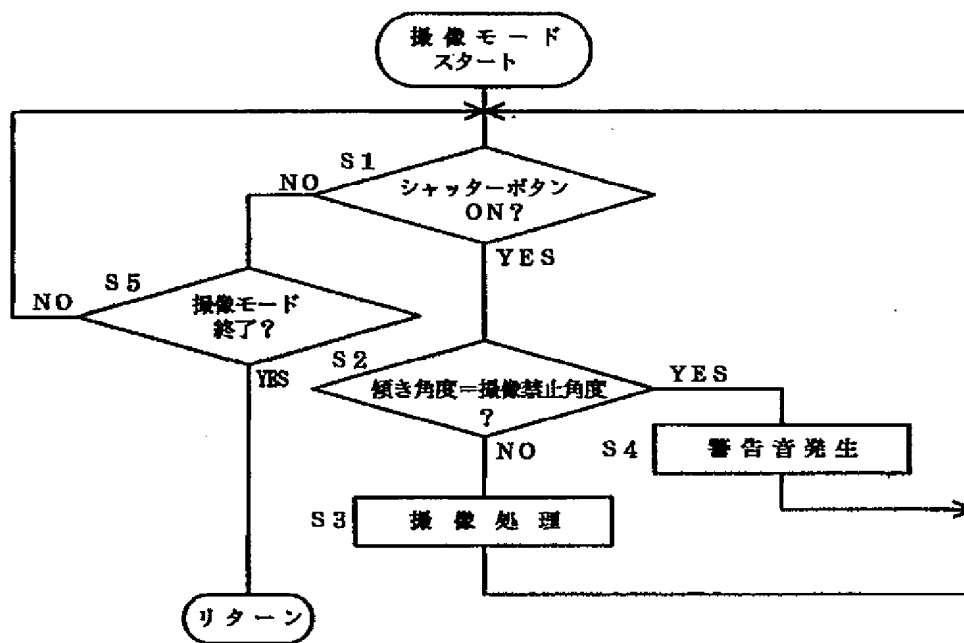 撮像モード
スタート
S1
NO
シャッターボタン
ON?
YES
S5
NO
撮像モード
終了?
YES
S2
傾き角度=撮像禁止角度
?
YES
NO
S4
警告音発生
S3
撮像処理
リターン